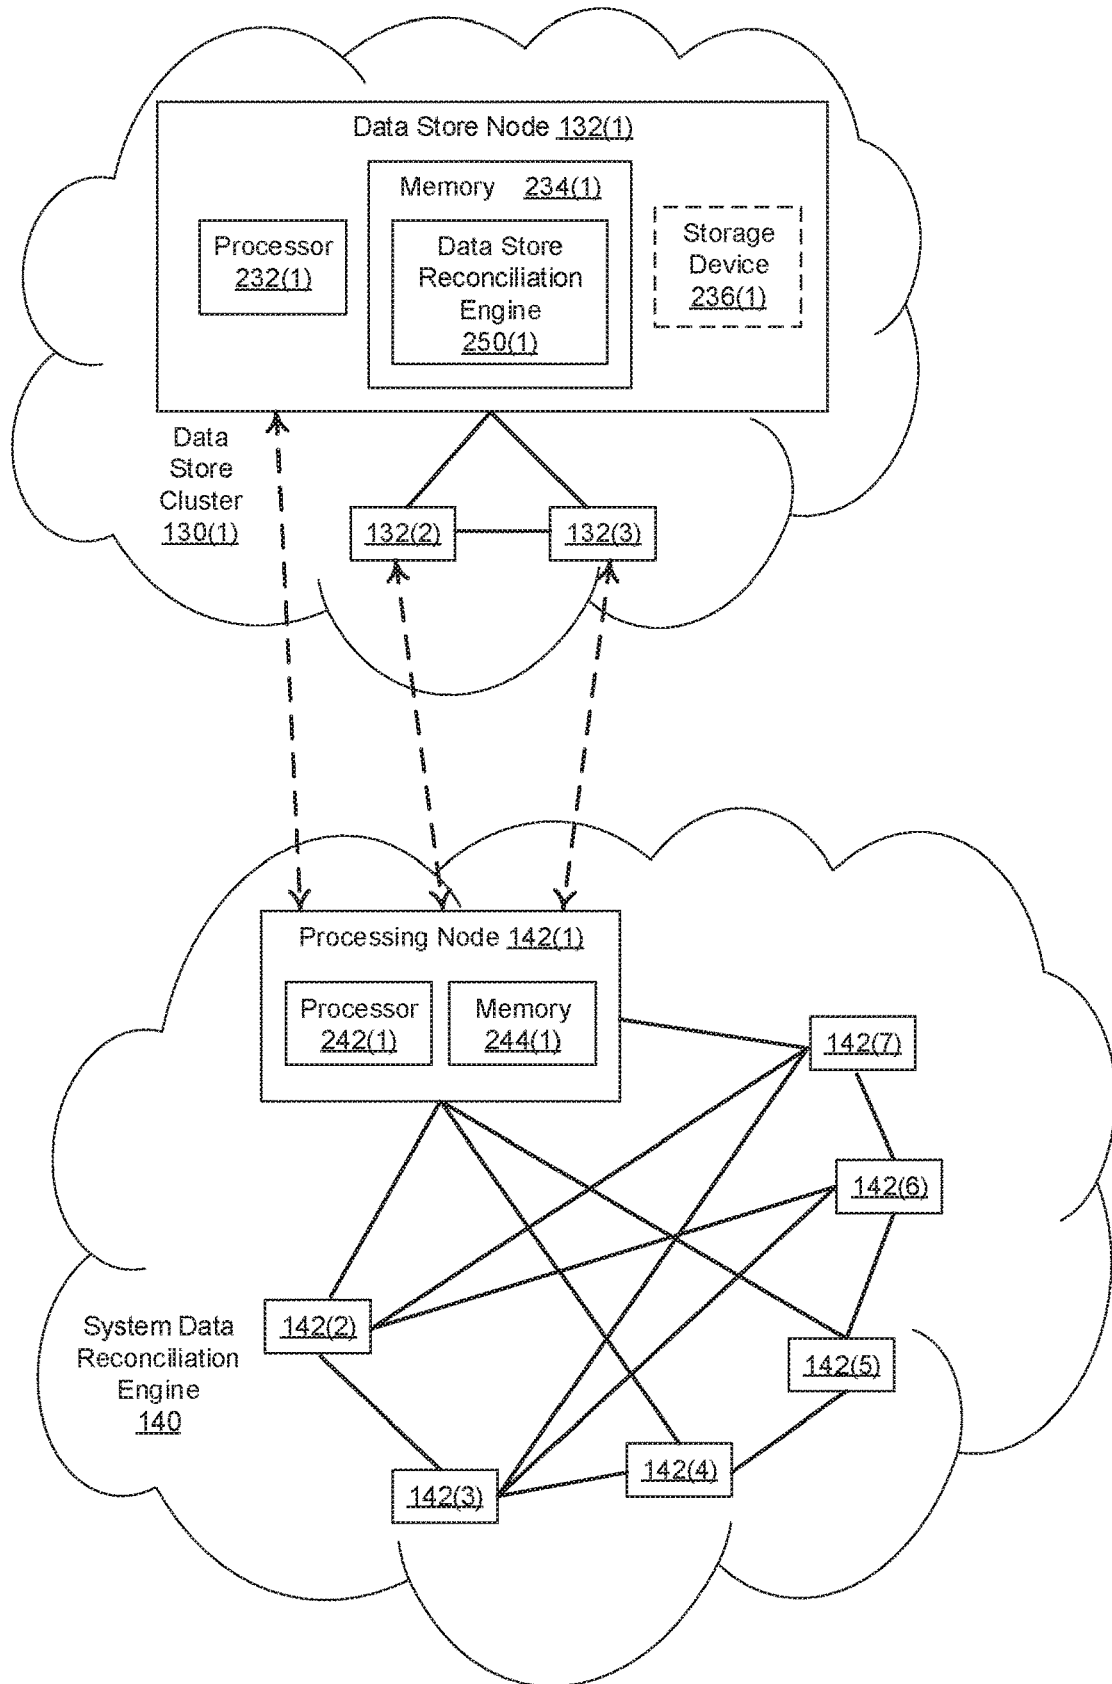 Data Store Node 132(1)
Memory 234(1)
Processor
232(1)
Data Store
Reconciliation
Engine
250(1)
Storage
Device
236(1)
Data
Store
Cluster
130(1)
132(2)
132(3)
Processing Node 142(1)
Processor
242(1)
Memory
244(1)
142(7)
142(6)
142(2)
System Data
Reconciliation
Engine
140
142(5)
142(4)
142(3)